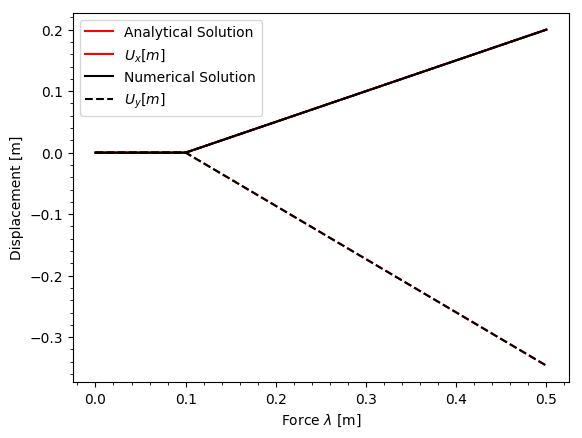 Analytical Solution
Uₓ[m]
Numerical Solution
U_y[m]
0.2
0.1
0.0
−0.1
−0.2
−0.3
Displacement [m]
0.0
0.1
0.2
0.3
0.4
0.5
Force λ [m]